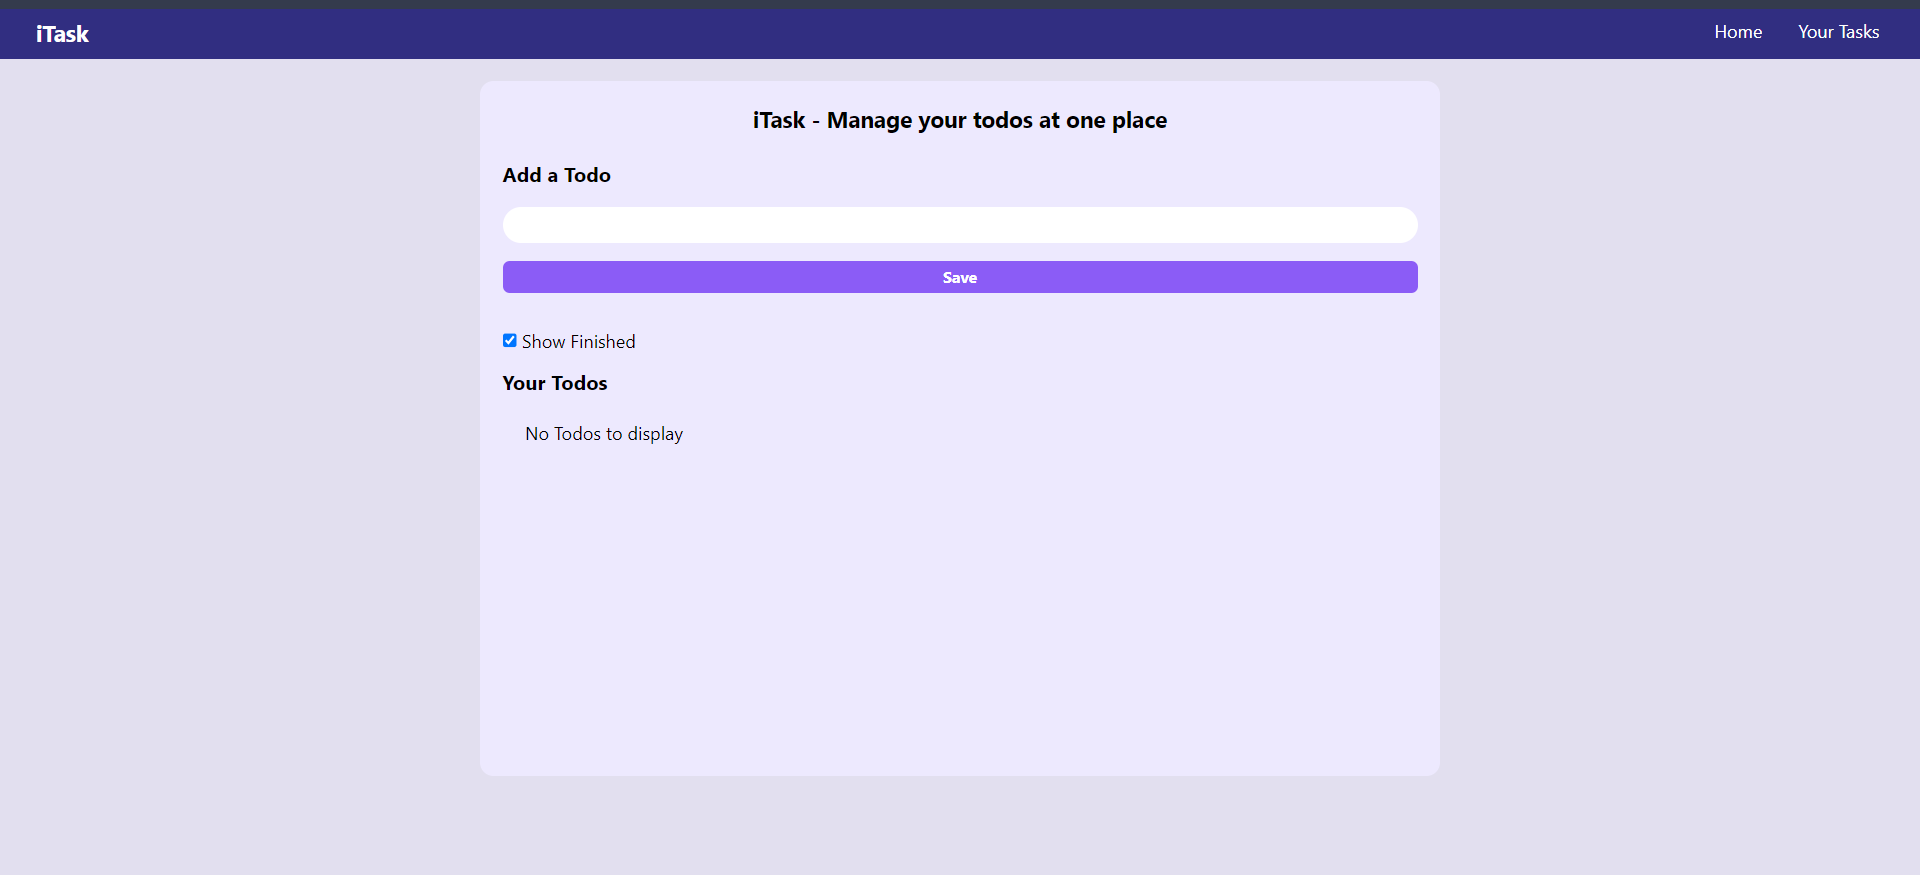 iTask
Home
Your Tasks
iTask - Manage your todos at one place
Add a Todo
Save
Show Finished
Your Todos
No Todos to display